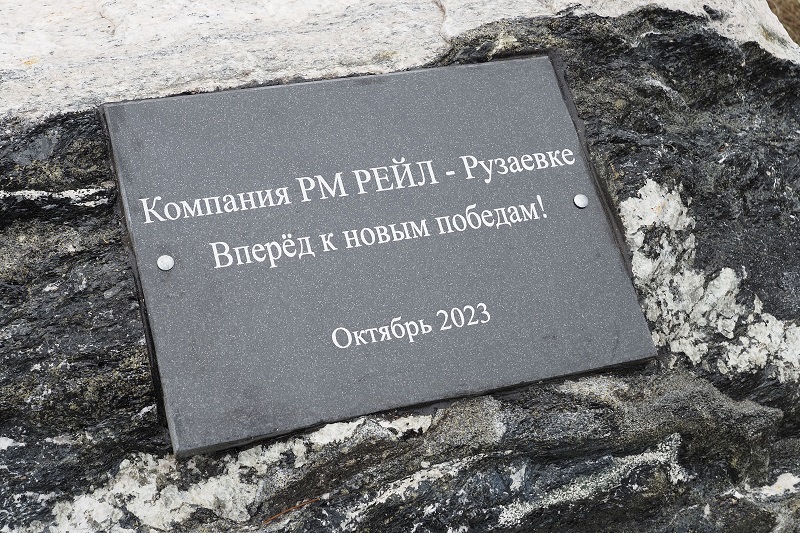 Компания РМ РЕЙЛ - Рузаевке
Вперёд к новым победам!
Октябрь 2023